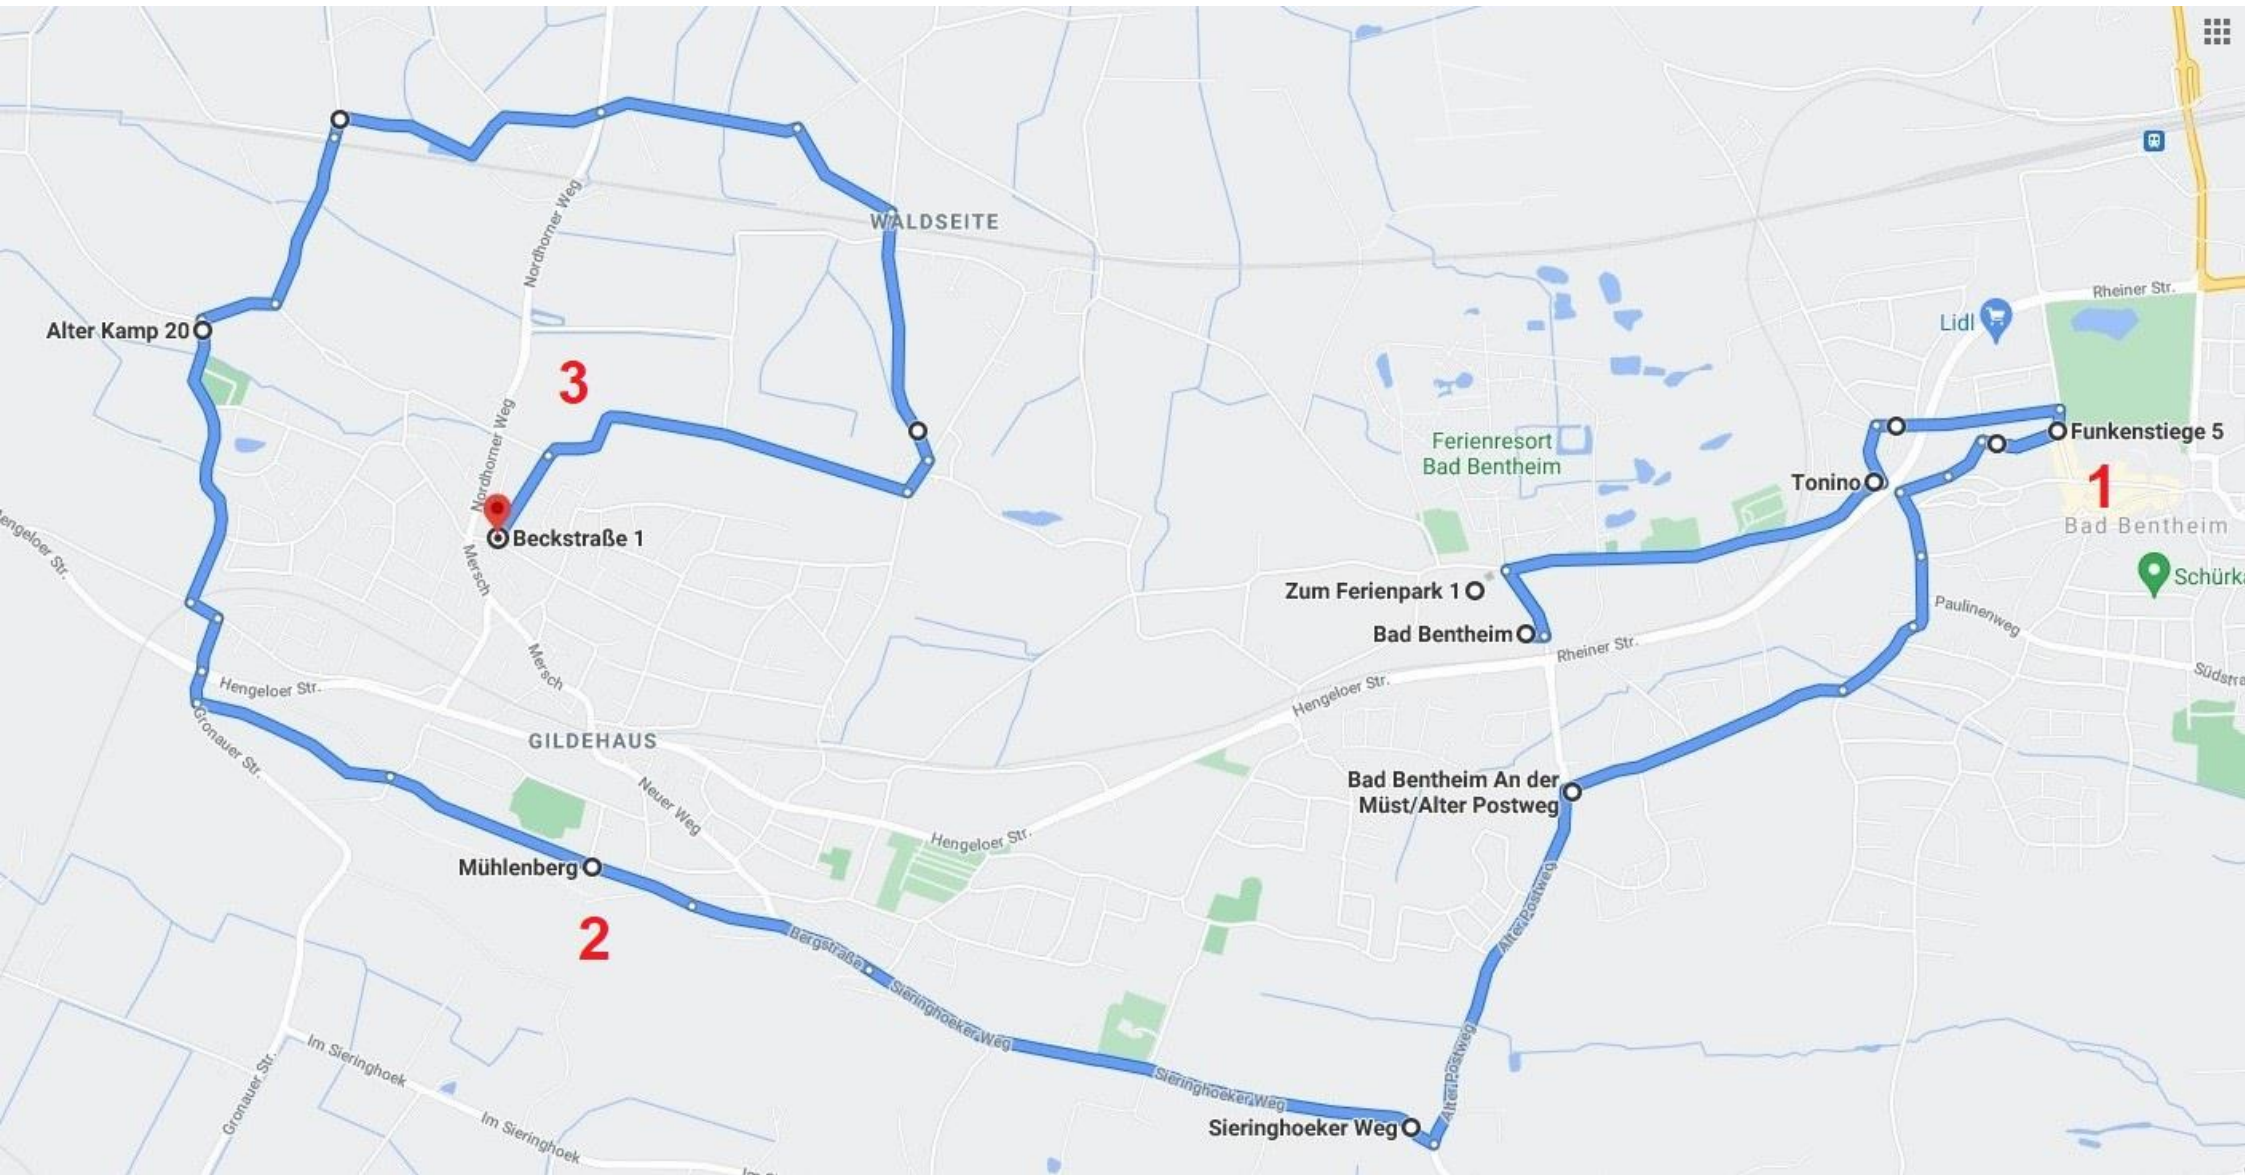 Nordhorner Weg
WALDSEITE
Rheiner Str.
Lidl
Alter Kamp 20
3
Nordhorner Weg
Ferienresort
Bad Bentheim
Funkenstiege 5
Tonino
1
Bad Bentheim
Beckstraße 1
Mersch
Zum Ferienpark 1
Schürka
Paulinenweg
Bad Bentheim
Rheiner Str.
Mersch
Hengeloer Str.
Hengeloer Str.
Südstra
engeloer Str.
Gronauer Str.
GILDEHAUS
Neuer Weg
Bad Bentheim An der
Müst/Alter Postweg
Hengeloer Str.
Mühlenberg
2
Alter Postweg
Bergstraße
Sieringhoeker Weg
Im Sieringhoek
Sieringhoeker Weg
Alter Postweg
Gronauer Str.
Im Sieringhoek
Sieringhoeker Weg